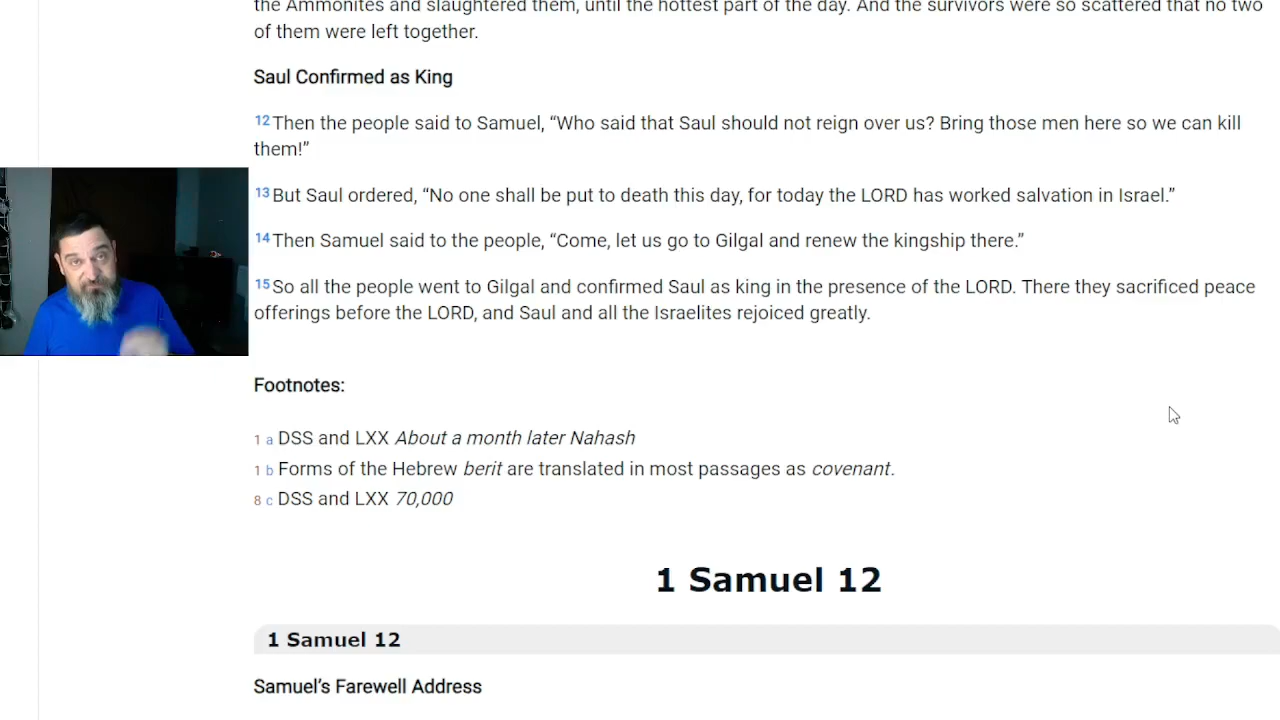 the Ammonites and slaughtered them, until the hottest part of the day. And the survivors were so scattered that no two
of them were left together.
Saul Confirmed as King
12 Then the people said to Samuel, “Who said that Saul should not reign over us? Bring those men here so we can kill
them!”
13 But Saul ordered, “No one shall be put to death this day, for today the LORD has worked salvation in Israel.”
14 Then Samuel said to the people, “Come, let us go to Gilgal and renew the kingship there.”
15 So all the people went to Gilgal and confirmed Saul as king in the presence of the LORD. There they sacrificed peace
offerings before the LORD, and Saul and all the Israelites rejoiced greatly.
Footnotes:
1 a DSS and LXX About a month later Nahash
1 b Forms of the Hebrew berit are translated in most passages as covenant.
8 c DSS and LXX 70,000
1 Samuel 12
1 Samuel 12
Samuel’s Farewell Address